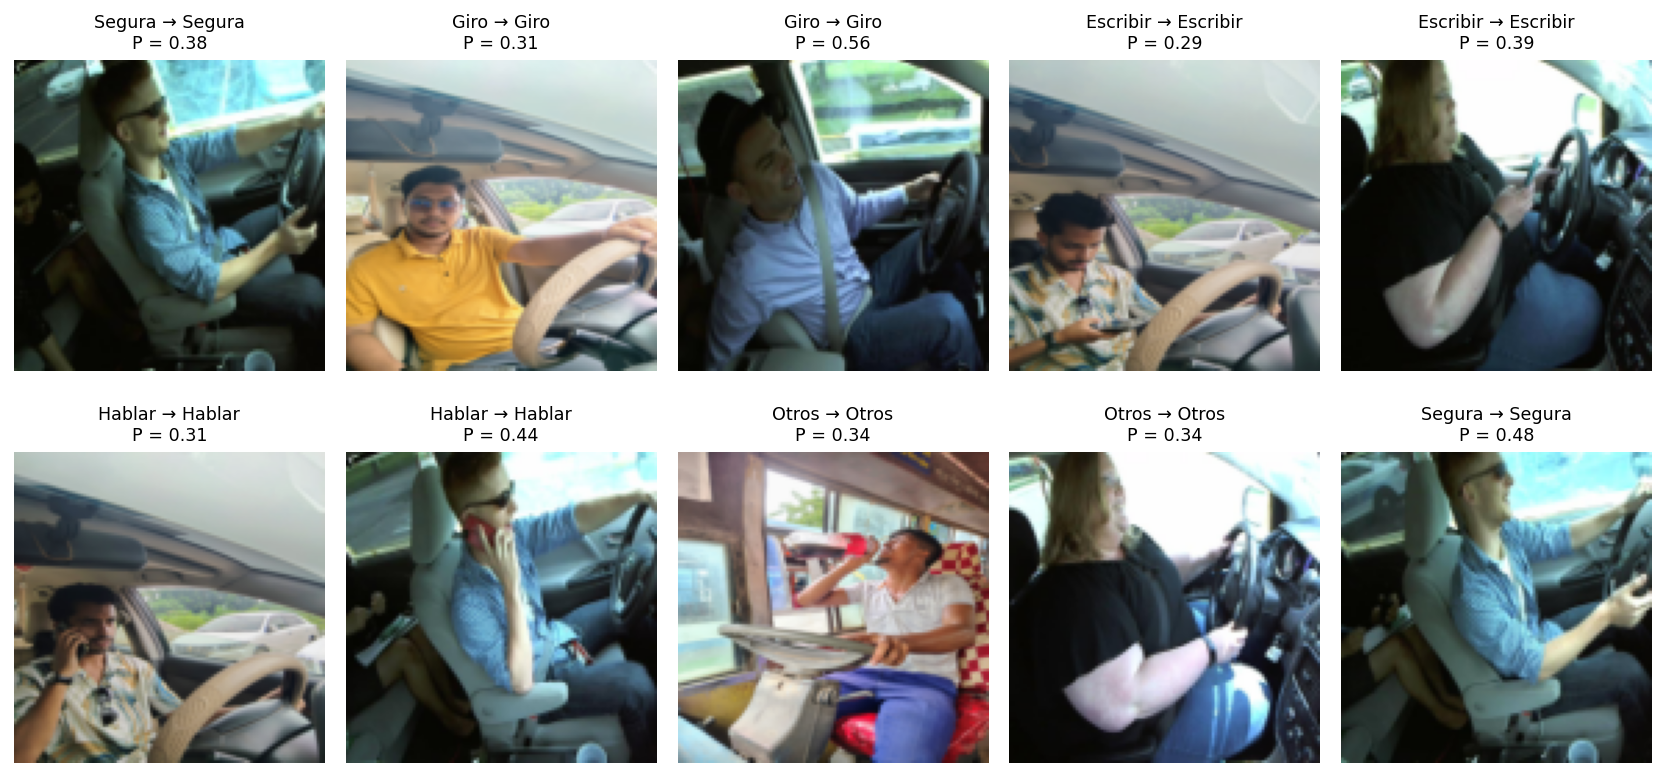 Segura → Segura
P = 0.38
Giro → Giro
P = 0.31
Giro → Giro
P = 0.56
Escribir → Escribir
P = 0.29
Escribir → Escribir
P = 0.39
Hablar → Hablar
P = 0.31
Hablar → Hablar
P = 0.44
Otros → Otros
P = 0.34
Otros → Otros
P = 0.34
Segura → Segura
P = 0.48